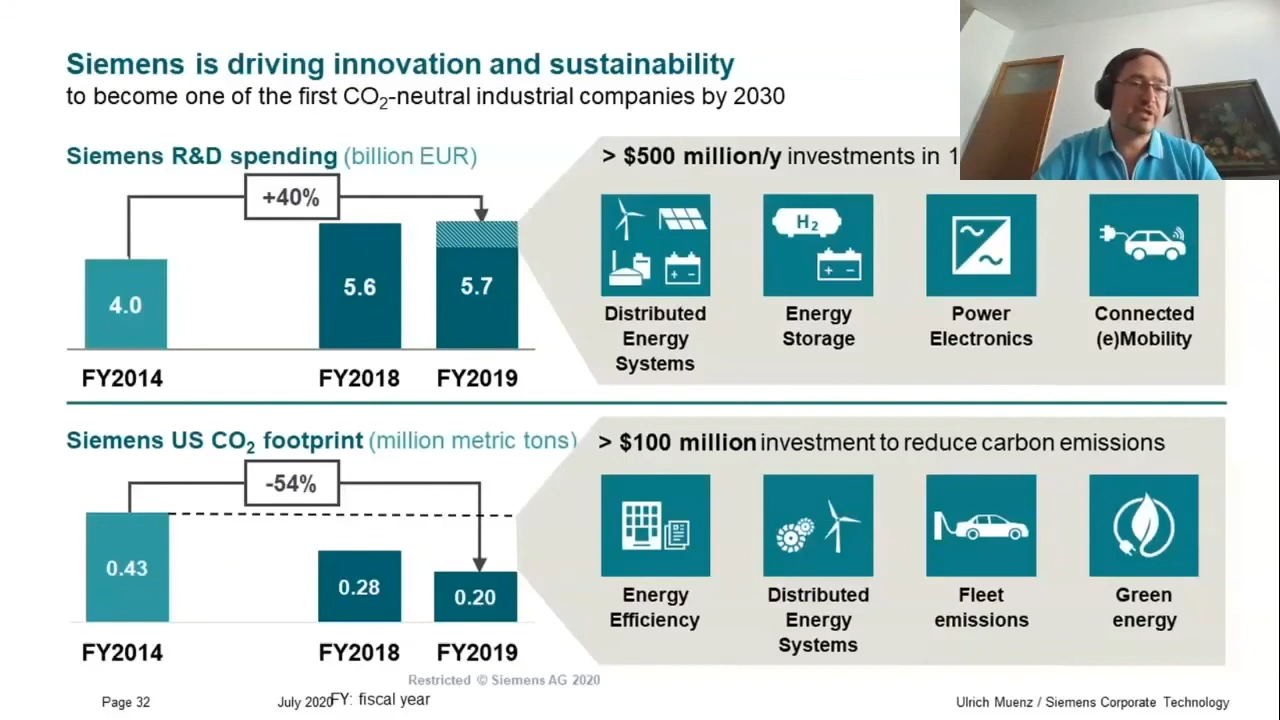 Siemens is driving innovation and sustainability
to become one of the first CO₂-neutral industrial companies by 2030
Siemens R&D spending (billion EUR)
+40%
4.0
5.6
5.7
FY2014
FY2018
FY2019
> $500 million/y investments in 1
H₂
Distributed
Energy
Systems
Energy
Storage
Power
Electronics
Connected
(e)Mobility
Siemens US CO₂ footprint (million metric tons)
-54%
0.43
0.28
0.20
FY2014
FY2018
FY2019
> $100 million investment to reduce carbon emissions
Energy
Efficiency
Distributed
Energy
Systems
Fleet
emissions
Green
energy
Restricted © Siemens AG 2020
Page 32
July 2020
FY: fiscal year
Ulrich Muenz / Siemens Corporate Technology